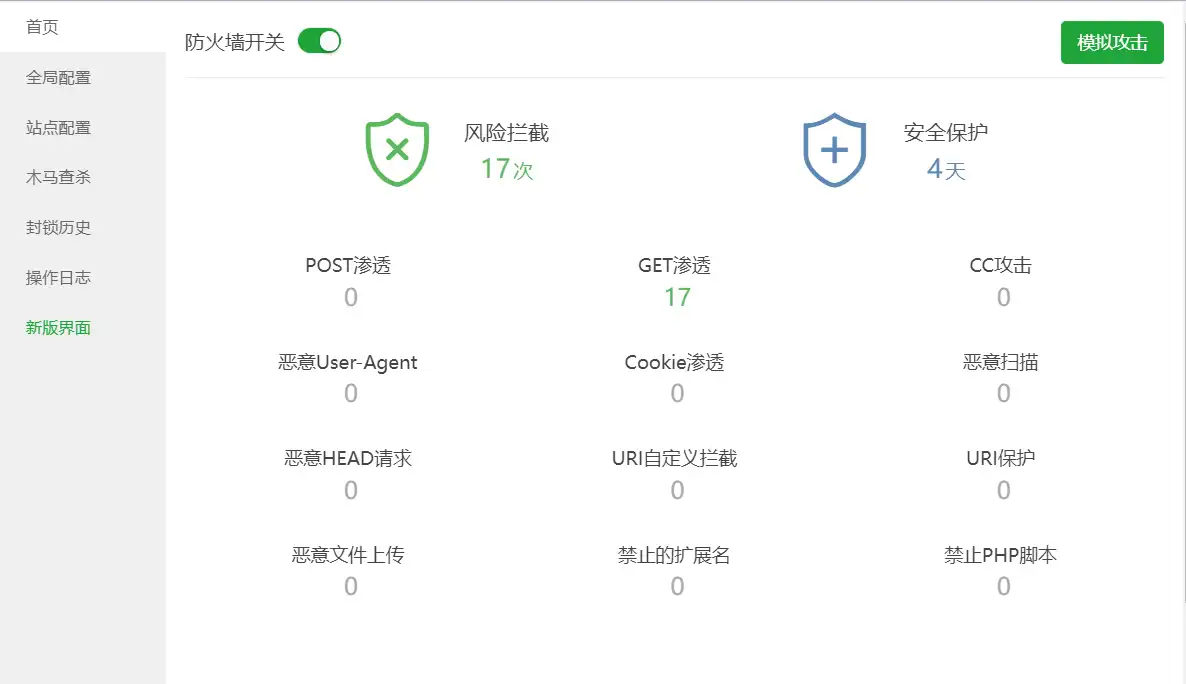 首页
全局配置
站点配置
木马查杀
封锁历史
操作日志
新版界面
防火墙开关
模拟攻击
风险拦截
17次
安全保护
4天
POST渗透
0
GET渗透
17
CC攻击
0
恶意User-Agent
0
Cookie渗透
0
恶意扫描
0
恶意HEAD请求
0
URI自定义拦截
0
URI保护
0
恶意文件上传
0
禁止的扩展名
0
禁止PHP脚本
0